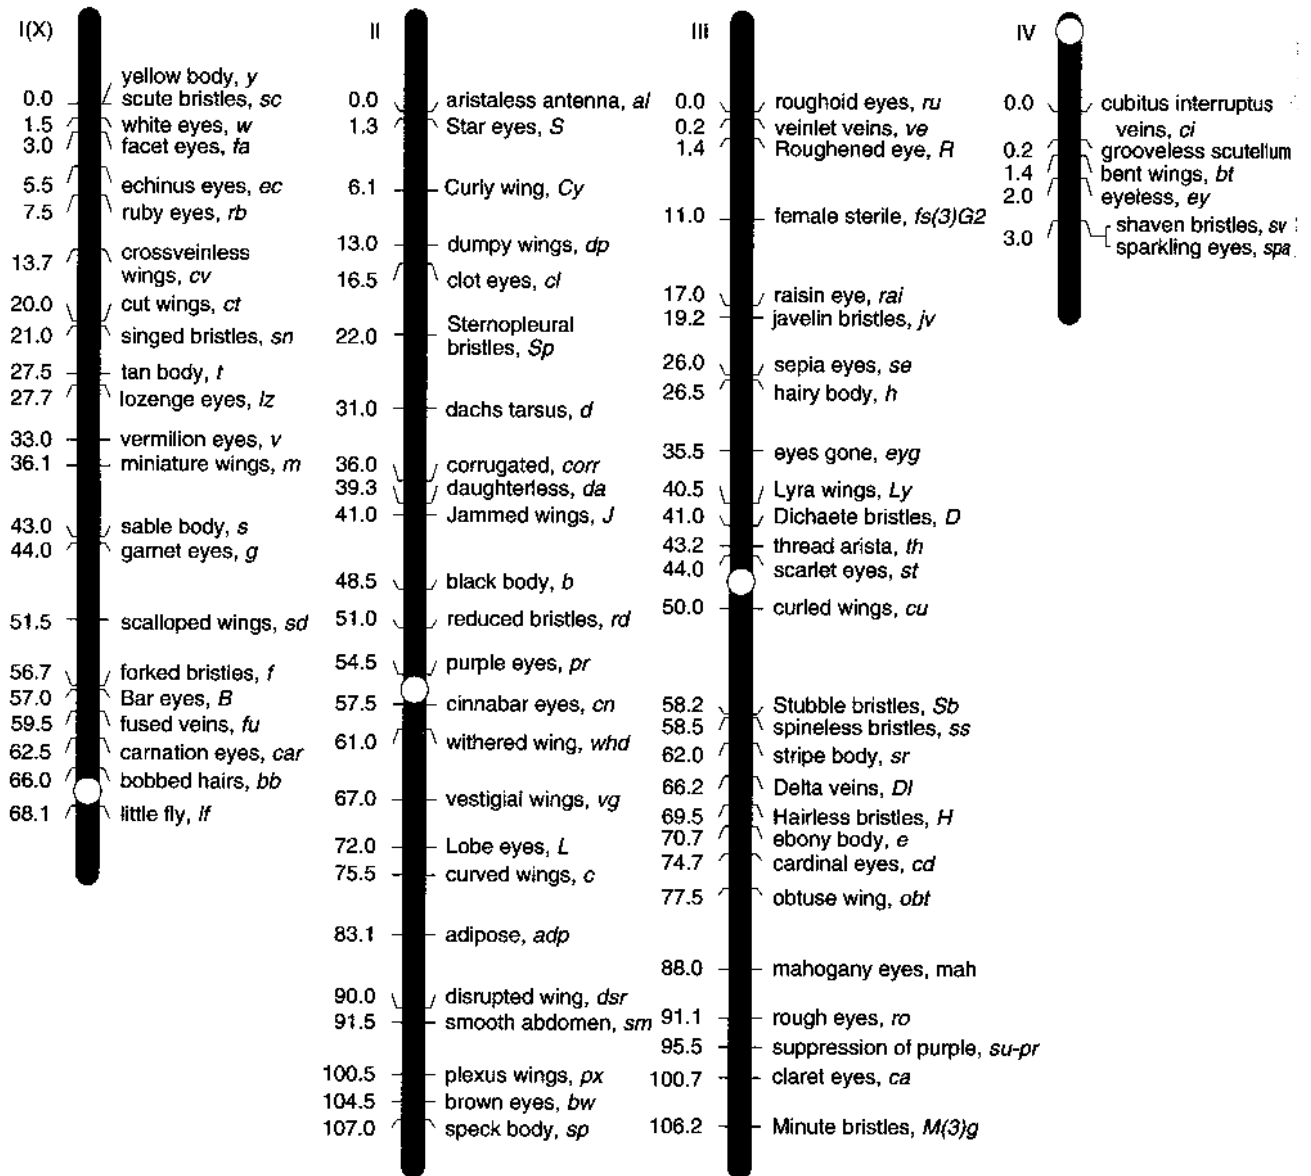 I(X)
yellow body, y
0.0 scute bristles, sc
1.5 white eyes, w
3.0 facet eyes, fa
5.5 echinus eyes, ec
7.5 ruby eyes, rb
13.7 crossveinless
wings, cv
20.0 cut wings, ct
21.0 singed bristles, sn
27.5 tan body, t
27.7 lozenge eyes, lz
33.0 vermilion eyes, v
36.1 miniature wings, m
43.0 sable body, s
44.0 garnet eyes, g
51.5 scalloped wings, sd
56.7 forked bristles, f
57.0 Bar eyes, B
59.5 fused veins, fu
62.5 carnation eyes, car
66.0 bobbed hairs, bb
68.1 little fly, lf
II
0.0 aristaless antenna, al
1.3 Star eyes, S
6.1 Curly wing, Cy
13.0 dumpy wings, dp
16.5 clot eyes, cl
22.0 Sternopleural
bristles, Sp
31.0 dachs tarsus, d
36.0 corrugated, corr
39.3 daughterless, da
41.0 Jammed wings, J
48.5 black body, b
51.0 reduced bristles, rd
54.5 purple eyes, pr
57.5 cinnabar eyes, cn
61.0 withered wing, whd
67.0 vestigial wings, vg
72.0 Lobe eyes, L
75.5 curved wings, c
83.1 adipose, adp
90.0 disrupted wing, dsr
91.5 smooth abdomen, sm
100.5 plexus wings, px
104.5 brown eyes, bw
107.0 speck body, sp
IIi
0.0 roughoid eyes, ru
0.2 veinlet veins, ve
1.4 Roughened eye, R
11.0 female sterile, fs(3)G2
17.0 raisin eye, rai
19.2 javelin bristles, jv
26.0 sepia eyes, se
26.5 hairy body, h
35.5 eyes gone, eyg
40.5 Lyra wings, Ly
41.0 Dichaete bristles, D
43.2 thread arista, th
44.0 scarlet eyes, st
50.0 curled wings, cu
58.2 Stubble bristles, Sb
58.5 spineless bristles, ss
62.0 stripe body, sr
66.2 Delta veins, Dl
69.5 Hairless bristles, H
70.7 ebony body, e
74.7 cardinal eyes, cd
77.5 obtuse wing, obt
88.0 mahogany eyes, mah
91.1 rough eyes, ro
95.5 suppression of purple, su-pr
100.7 claret eyes, ca
106.2 Minute bristles, M(3)g
IV
0.0 cubitus interruptus
veins, ci
0.2 grooveless scutellum
1.4 bent wings, bt
2.0 eyeless, ey
3.0 shaven bristles, sv
sparkling eyes, spa